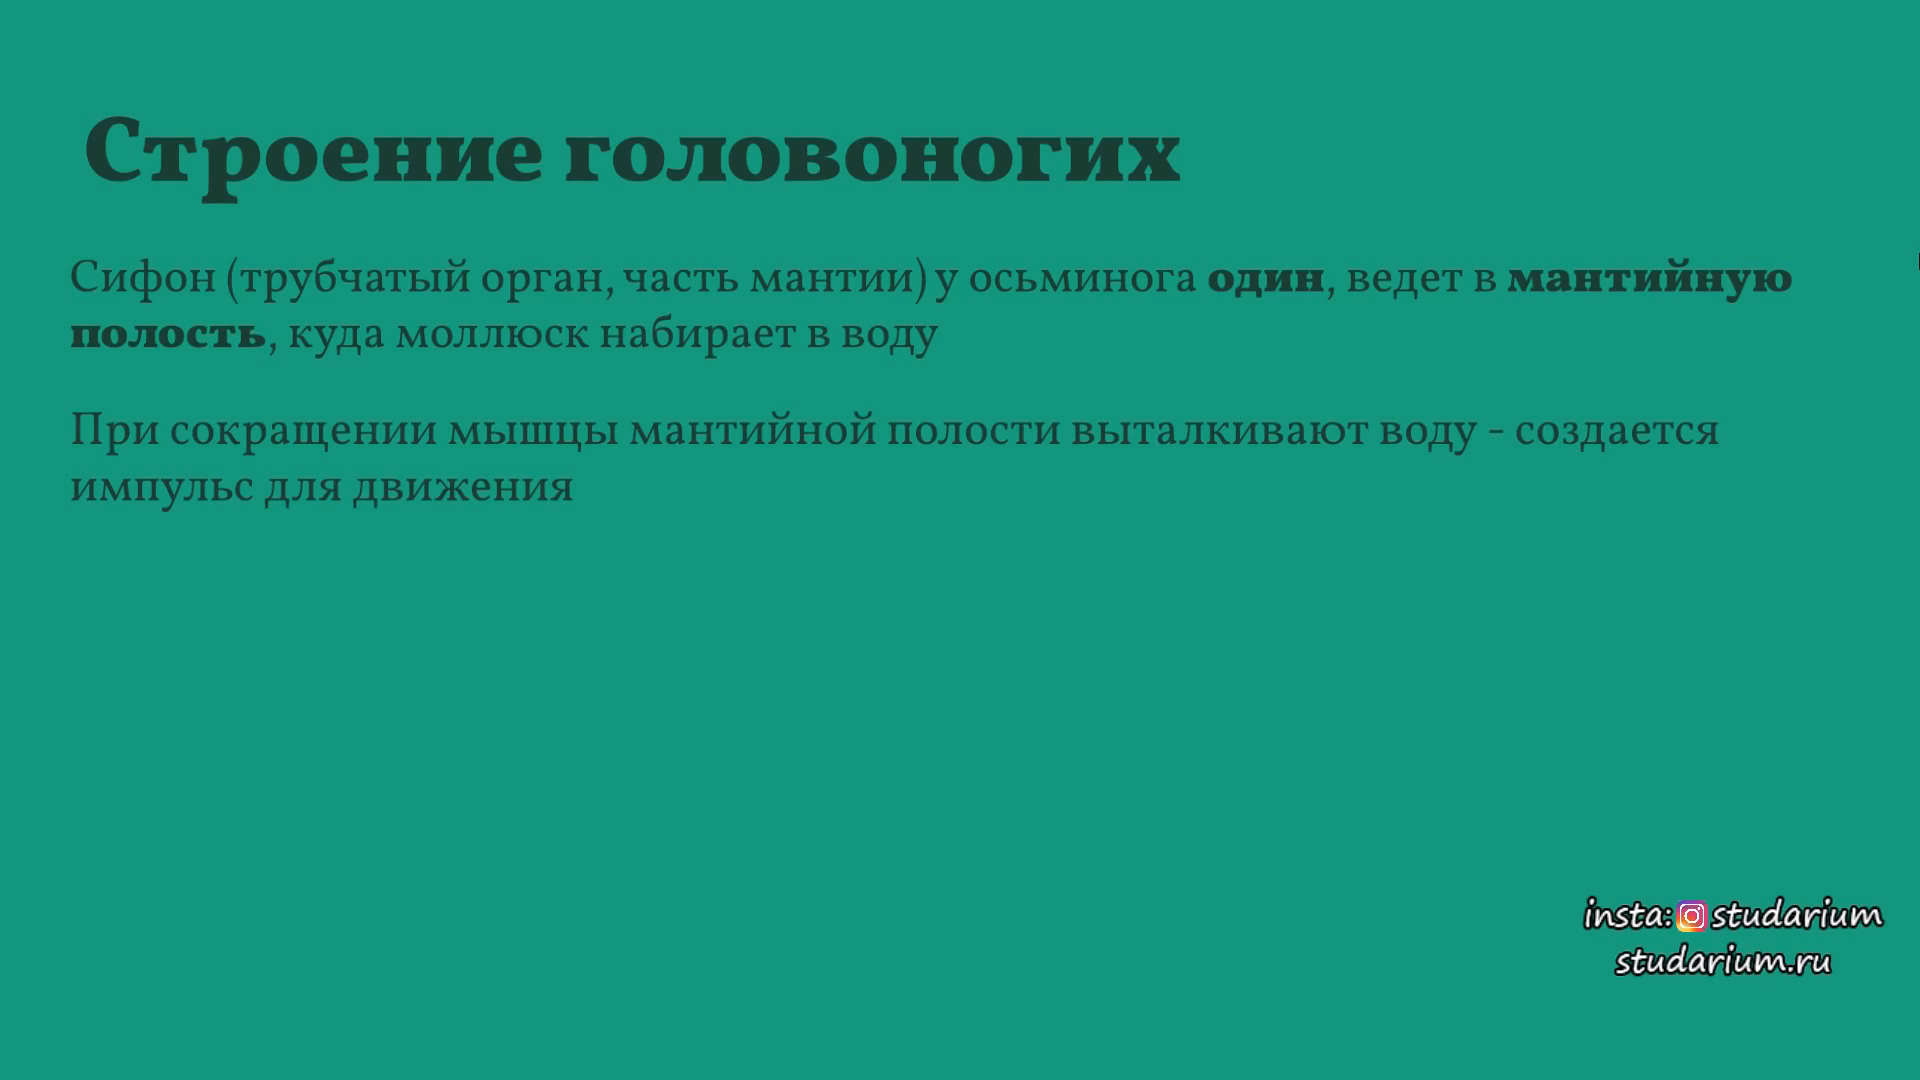 Строение головоногих
Сифон (трубчатый орган, часть мантии) у осьминога один, ведет в мантийную
полость, куда моллюск набирает в воду
При сокращении мышцы мантийной полости выталкивают воду - создается
импульс для движения
insta: studarium
studarium.ru